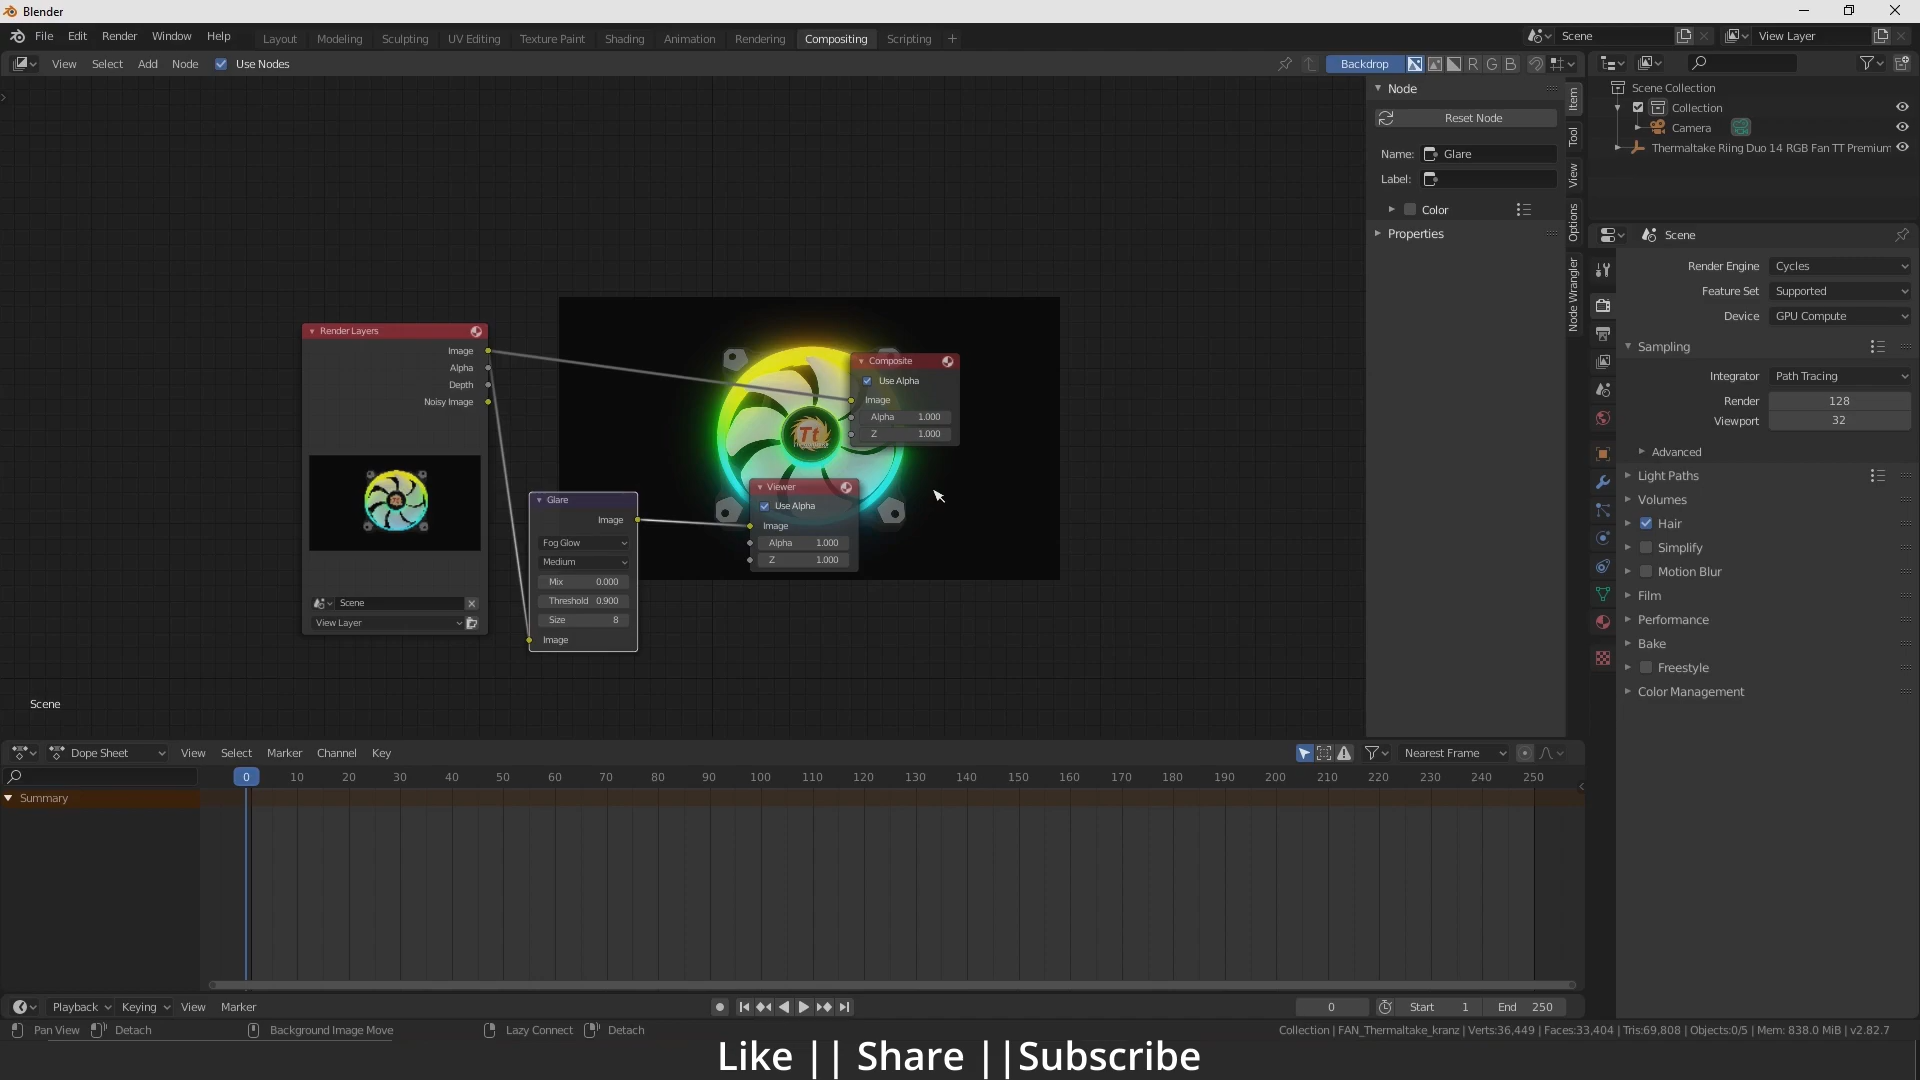 Blender
File Edit Render Window Help
Layout Modeling Sculpting UV Editing Texture Paint Shading Animation Rendering Compositing Scripting +
Scene
View Layer
View Select Add Node Use Nodes
Backdrop R G B
Node
Reset Node
Name: Glare
Label:
Color
Properties
Item
Tool
View
Options
Node Wrangler
Scene Collection
Collection
Camera
Thermaltake Riing Duo 14 RGB Fan TT Premium
Scene
Render Engine Cycles
Feature Set Supported
Device GPU Compute
Sampling
Integrator Path Tracing
Render 128
Viewport 32
Advanced
Light Paths
Volumes
Hair
Simplify
Motion Blur
Film
Performance
Bake
Freestyle
Color Management
Render Layers
Image
Alpha
Depth
Noisy Image
Scene
View Layer
Glare
Image
Fog Glow
Medium
Mix 0.000
Threshold 0.900
Size 8
Image
Composite
Use Alpha
Image
Alpha 1.000
Z 1.000
Tt
Viewer
Use Alpha
Image
Alpha 1.000
Z 1.000
Scene
Dope Sheet View Select Marker Channel Key
Nearest Frame
0 10 20 30 40 50 60 70 80 90 100 110 120 130 140 150 160 170 180 190 200 210 220 230 240 250
Summary
Playback Keying View Marker
0 Start 1 End 250
Pan View Detach Background Image Move Lazy Connect Detach
Collection | FAN_Thermaltake_kranz | Verts:36,449 | Faces:33,404 | Tris:69,808 | Objects:0/5 | Mem: 838.0 MiB | v2.82.7
Like || Share ||Subscribe